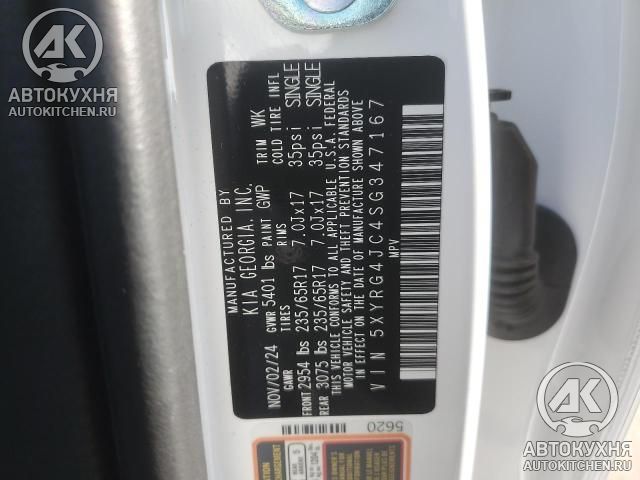 АК
АВТОКУХНЯ
AUTOKITCHEN.RU
MANUFACTURED BY
KIA GEORGIA, INC.
NOV/02/24 GVWR 5401 lbs PAINT GWP TRIM WK
GAWR TIRES RIMS COLD TIRE INFL
FRONT 2954 lbs 235/65R17 7.0Jx17 35psi SINGLE
REAR 3075 lbs 235/65R17 7.0Jx17 35psi SINGLE
THIS VEHICLE CONFORMS TO ALL APPLICABLE U.S.A. FEDERAL
MOTOR VEHICLE SAFETY AND THEFT PREVENTION STANDARDS
IN EFFECT ON THE DATE OF MANUFACTURE SHOWN ABOVE
VIN 5XYRG4JC4SG347167
MPV
5620
АК
АВТОКУХНЯ
AUTOKITCHEN.RU